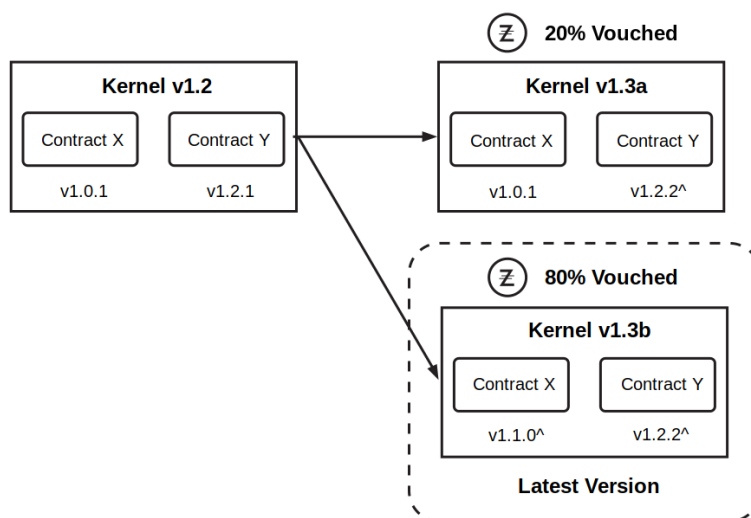 20% Vouched
Kernel v1.2
Contract X
Contract Y
v1.0.1
v1.2.1
Kernel v1.3a
Contract X
Contract Y
v1.0.1
v1.2.2^
80% Vouched
Kernel v1.3b
Contract X
Contract Y
v1.1.0^
v1.2.2^
Latest Version